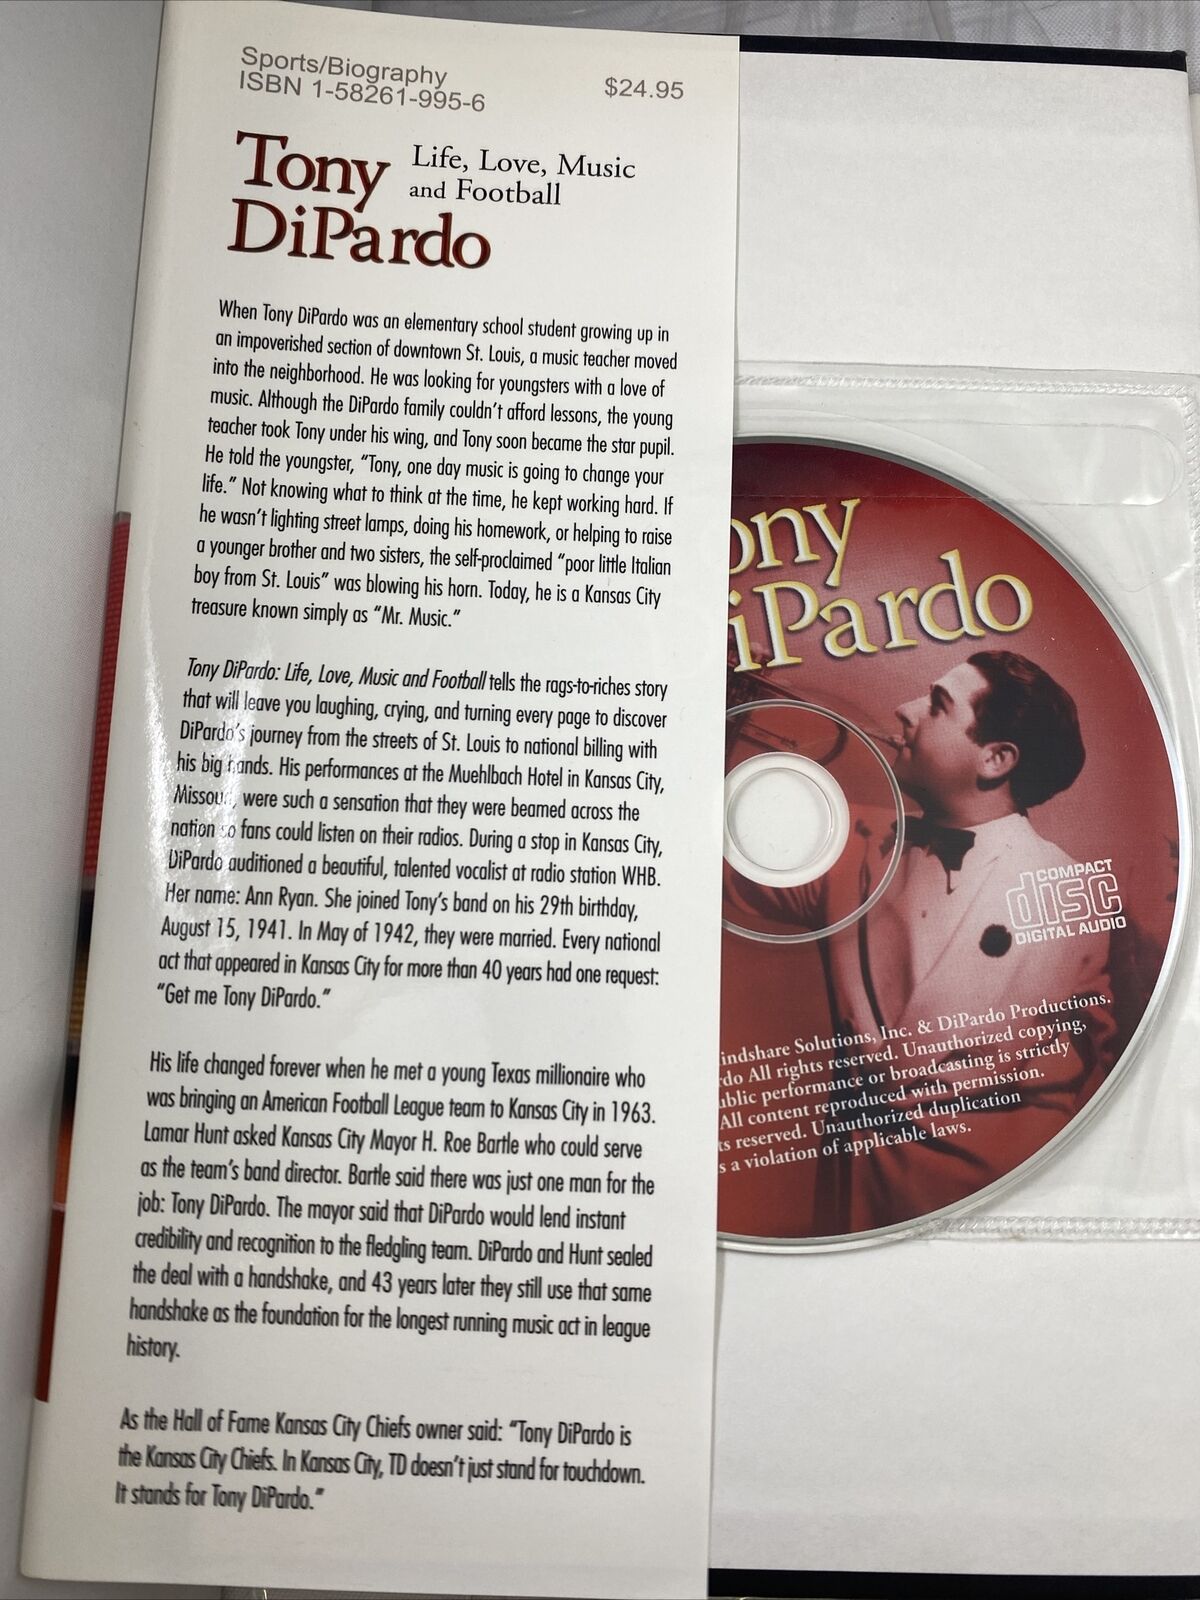 Sports/Biography
ISBN 1-58261-995-6
$24.95
Tony
DiPardo
Life, Love, Music
and Football
When Tony DiPardo was an elementary school student growing up in
an impoverished section of downtown St. Louis, a music teacher moved
into the neighborhood. He was looking for youngsters with a love of
music. Although the DiPardo family couldn't afford lessons, the young
teacher took Tony under his wing, and Tony soon became the star pupil.
He told the youngster, “Tony, one day music is going to change your
life.” Not knowing what to think at the time, he kept working hard. If
he wasn't lighting street lamps, doing his homework, or helping to raise
a younger brother and two sisters, the self-proclaimed “poor little Italian
boy from St. Louis” was blowing his horn. Today, he is a Kansas City
treasure known simply as “Mr. Music.”
Tony DiPardo: Life, Love, Music and Football tells the rags-to-riches story
that will leave you laughing, crying, and turning every page to discover
DiPardo's journey from the streets of St. Louis to national billing with
his big bands. His performances at the Muehlbach Hotel in Kansas City,
Missouri, were such a sensation that they were beamed across the
nation so fans could listen on their radios. During a stop in Kansas City,
DiPardo auditioned a beautiful, talented vocalist at radio station WHB.
Her name: Ann Ryan. She joined Tony's band on his 29th birthday,
August 15, 1941. In May of 1942, they were married. Every national
act that appeared in Kansas City for more than 40 years had one request:
“Get me Tony DiPardo.”
His life changed forever when he met a young Texas millionaire who
was bringing an American Football League team to Kansas City in 1963.
Lamar Hunt asked Kansas City Mayor H. Roe Bartle who could serve
as the team's band director. Bartle said there was just one man for the
job: Tony DiPardo. The mayor said that DiPardo would lend instant
credibility and recognition to the fledgling team. DiPardo and Hunt sealed
the deal with a handshake, and 43 years later they still use that same
handshake as the foundation for the longest running music act in league
history.
As the Hall of Fame Kansas City Chiefs owner said: “Tony DiPardo is
the Kansas City Chiefs. In Kansas City, TD doesn't just stand for touchdown.
It stands for Tony DiPardo.”
ony
iPardo
COMPACT
disc
DIGITAL AUDIO
indshare Solutions, Inc. & DiPardo Productions.
do All rights reserved. Unauthorized copying,
ublic performance or broadcasting is strictly
All content reproduced with permission.
ts reserved. Unauthorized duplication
s a violation of applicable laws.